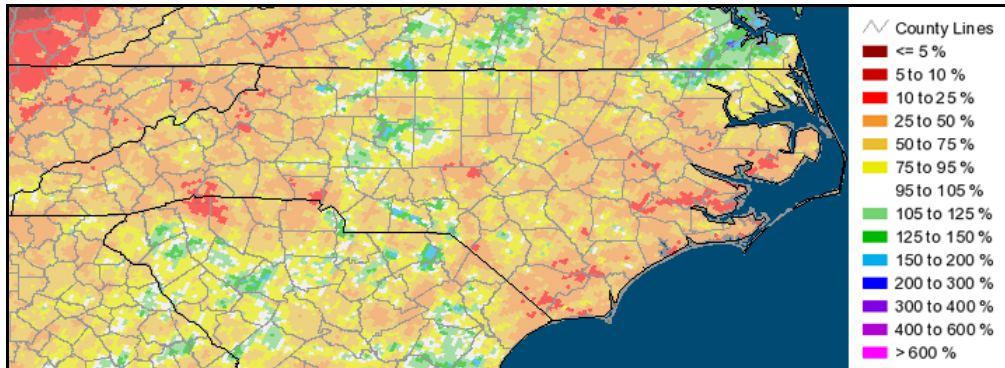 County Lines
<= 5 %
5 to 10 %
10 to 25 %
25 to 50 %
50 to 75 %
75 to 95 %
95 to 105 %
105 to 125 %
125 to 150 %
150 to 200 %
200 to 300 %
300 to 400 %
400 to 600 %
> 600 %